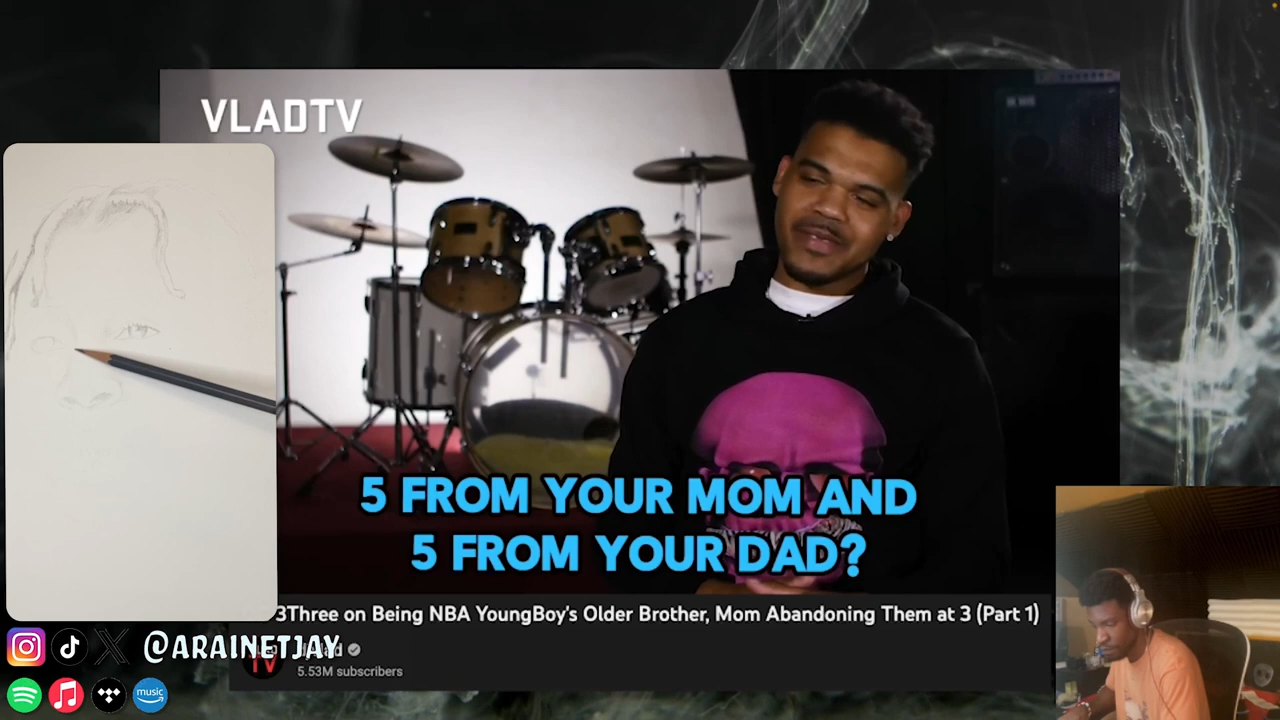 VLADTV
5 FROM YOUR MOM AND
5 FROM YOUR DAD?
3Three on Being NBA YoungBoy's Older Brother, Mom Abandoning Them at 3 (Part 1)
@ARAINETJAY
5.53M subscribers
music